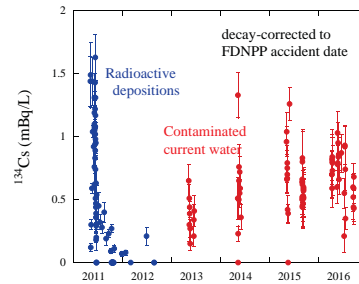 2
decay-corrected to
FDNPP accident date
Radioactive
depositions
1.5
Contaminated
current water
1
¹³⁴Cs (mBq/L)
0.5
0
2011 2012 2013 2014 2015 2016